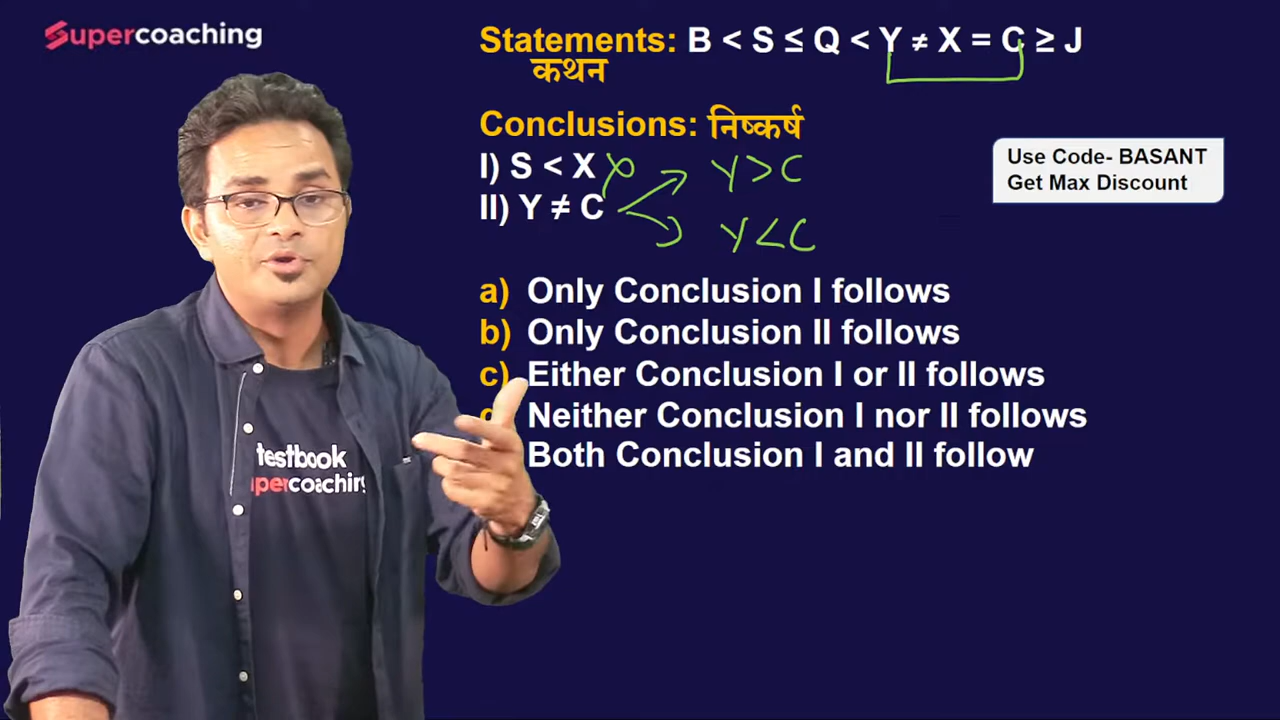 Supercoaching
Statements: B < S ≤ Q < Y ≠ X = C ≥ J
कथन
Conclusions: निष्कर्ष
I) S < X
Y > C
II) Y ≠ C
Y < C
Use Code- BASANT
Get Max Discount
a) Only Conclusion I follows
b) Only Conclusion II follows
c) Either Conclusion I or II follows
Neither Conclusion I nor II follows
Both Conclusion I and II follow
testbook
supercoaching